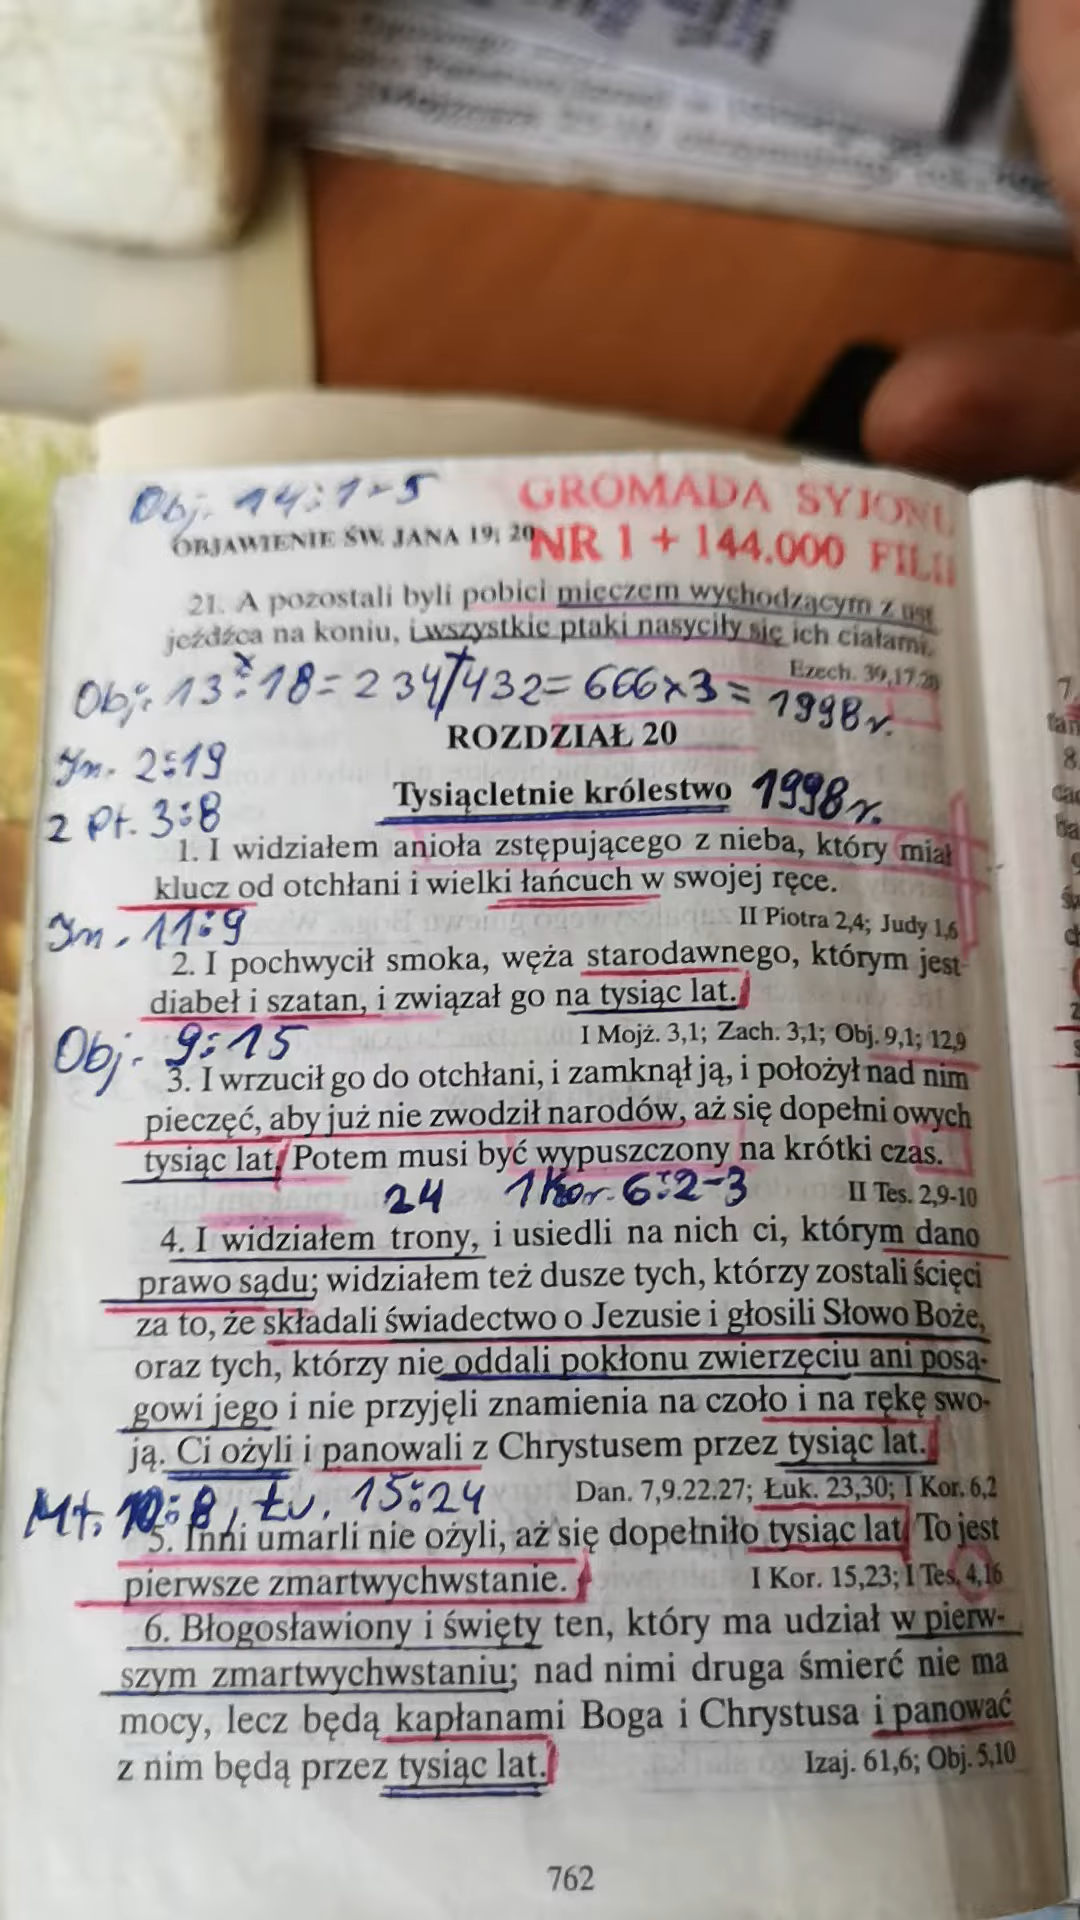 Obj. 14:1-5
GROMADA SYJONU
OBJAWIENIE ŚW. JANA 19; 20
NR 1 + 144.000 FILII
21. A pozostali byli pobici mieczem wychodzącym z ust
jeźdźca na koniu, i wszystkie ptaki nasyciły się ich ciałami.
Ezech. 39,17.20
Obj. 13:18 = 234/432 = 666x3 = 1998r.
ROZDZIAŁ 20
Jn. 2:19
Tysiącletnie królestwo 1998r.
2 Pt. 3:8
1. I widziałem anioła zstępującego z nieba, który miał
klucz od otchłani i wielki łańcuch w swojej ręce.
Jn. 11:9
II Piotra 2,4; Judy 1,6
2. I pochwycił smoka, węża starodawnego, którym jest
diabeł i szatan, i związał go na tysiąc lat.
Obj. 9:15
I Mojż. 3,1; Zach. 3,1; Obj. 9,1; 12,9
3. I wrzucił go do otchłani, i zamknął ją, i położył nad nim
pieczęć, aby już nie zwodził narodów, aż się dopełni owych
tysiąc lat. Potem musi być wypuszczony na krótki czas.
24 1 Kor. 6:2-3
II Tes. 2,9-10
4. I widziałem trony, i usiedli na nich ci, którym dano
prawo sądu; widziałem też dusze tych, którzy zostali ścięci
za to, że składali świadectwo o Jezusie i głosili Słowo Boże,
oraz tych, którzy nie oddali pokłonu zwierzęciu ani posą-
gowi jego i nie przyjęli znamienia na czoło i na rękę swo-
ją. Ci ożyli i panowali z Chrystusem przez tysiąc lat.
Mt. 10:8, Łu. 15:24
Dan. 7,9.22.27; Łuk. 23,30; I Kor. 6,2
5. Inni umarli nie ożyli, aż się dopełniło tysiąc lat. To jest
pierwsze zmartwychwstanie.
I Kor. 15,23; I Tes. 4,16
6. Błogosławiony i święty ten, który ma udział w pierw-
szym zmartwychwstaniu; nad nimi druga śmierć nie ma
mocy, lecz będą kapłanami Boga i Chrystusa i panować
z nim będą przez tysiąc lat.
Izaj. 61,6; Obj. 5,10
762